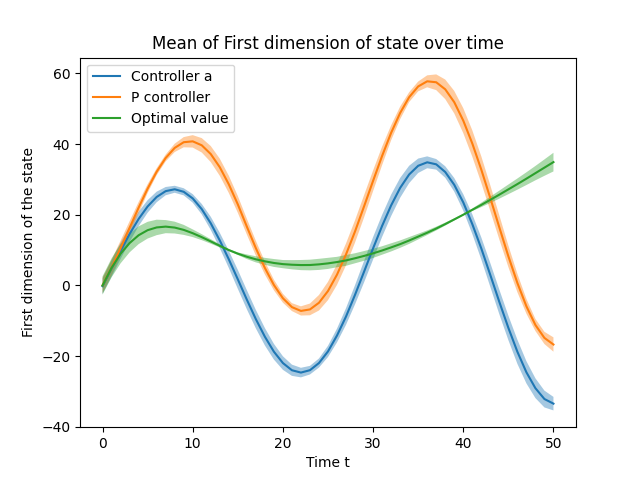 Mean of First dimension of state over time
Controller a
P controller
Optimal value
First dimension of the state
60
40
20
0
−20
−40
0 10 20 30 40 50
Time t